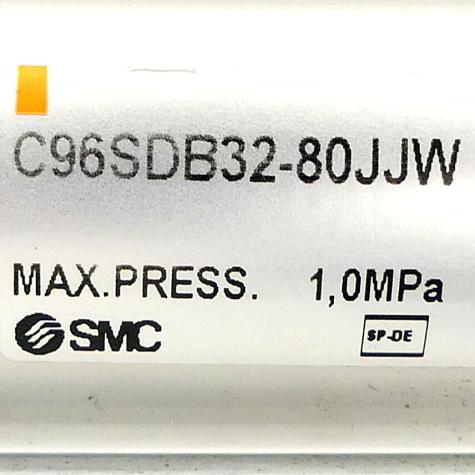 C96SDB32-80JJW
MAX.PRESS. 1,0MPa
SMC SP-DE